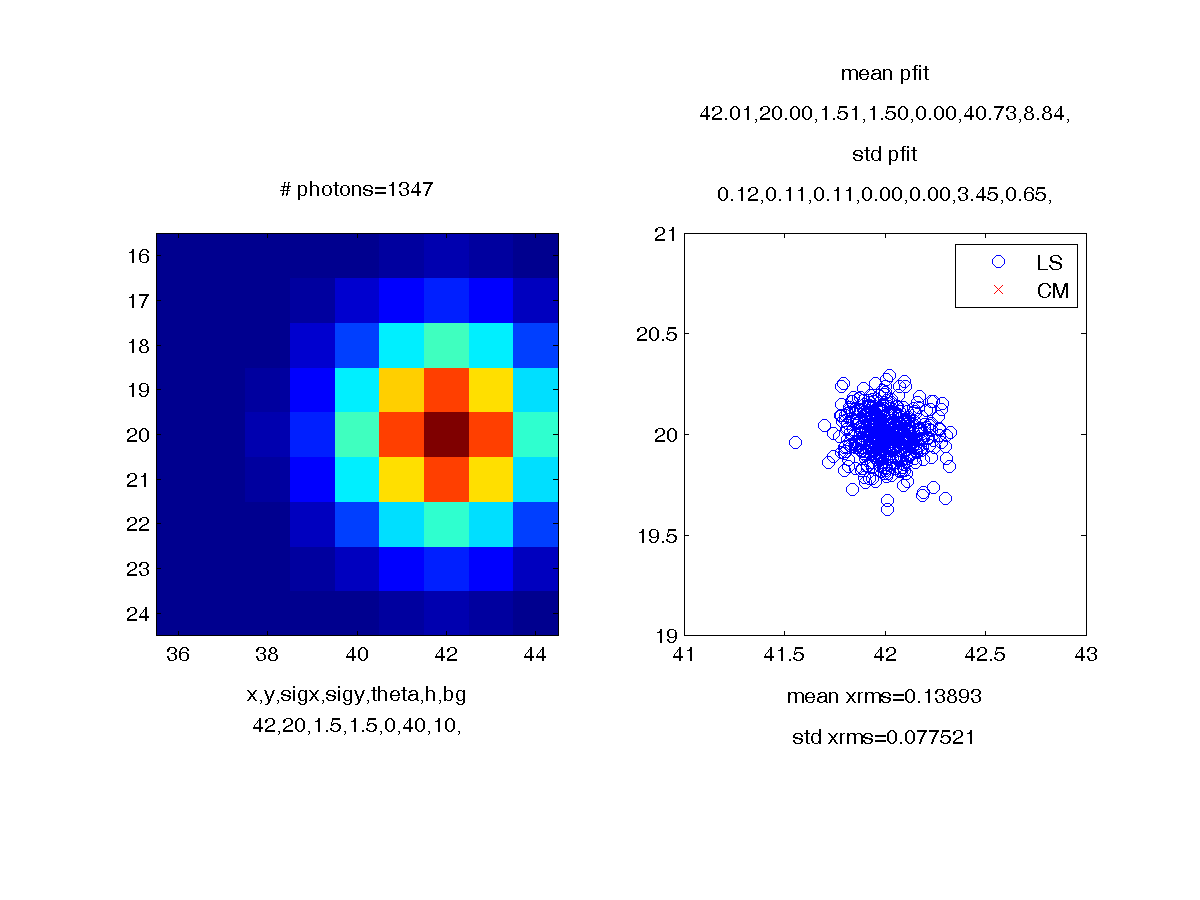 # photons=1347
16
17
18
19
20
21
22
23
24
36 38 40 42 44
x,y,sigx,sigy,theta,h,bg
42,20,1.5,1.5,0,40,10,
mean pfit
42.01,20.00,1.51,1.50,0.00,40.73,8.84,
std pfit
0.12,0.11,0.11,0.00,0.00,3.45,0.65,
21
20.5
20
19.5
19
LS
CM
41 41.5 42 42.5 43
mean xrms=0.13893
std xrms=0.077521